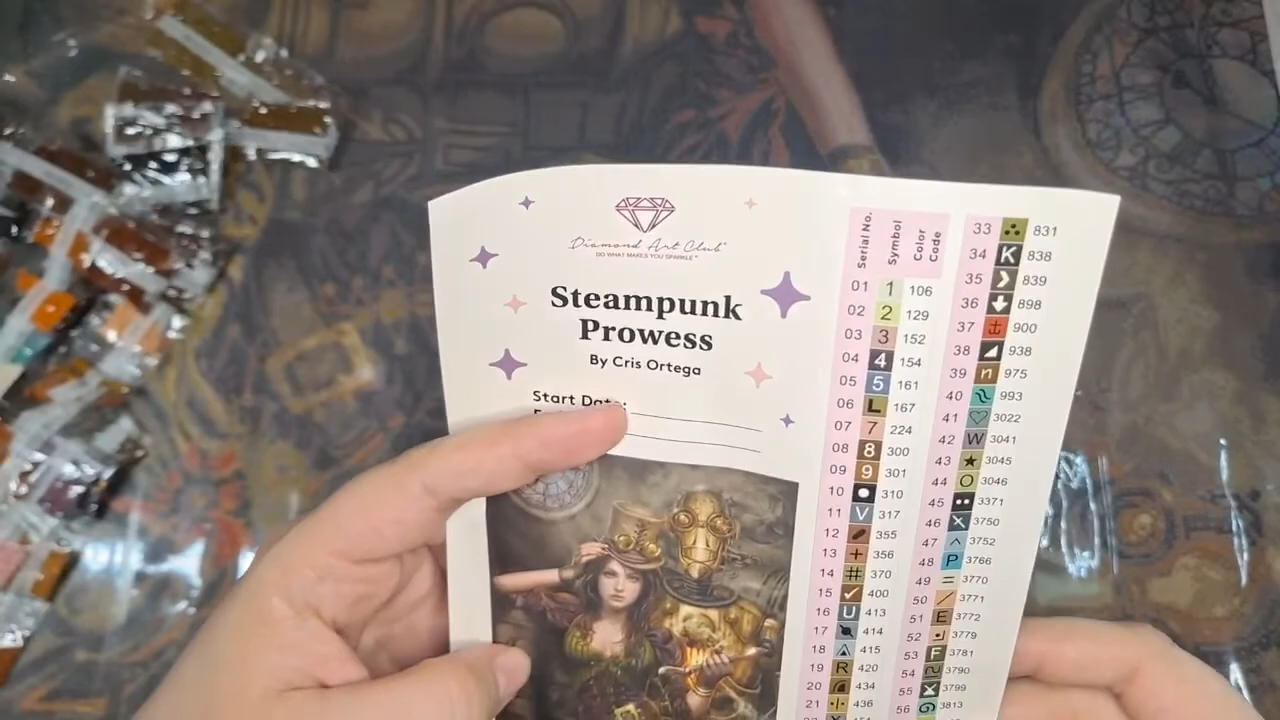 Diamond Art Club
DO WHAT MAKES YOU SPARKLE
Steampunk
Prowess
By Cris Ortega
Start Date:
Serial No.
Symbol
Color Code
01 1 106
02 2 129
03 3 152
04 4 154
05 5 161
06 L 167
07 7 224
08 8 300
09 9 301
10 310
11 V 317
12 355
13 + 356
14 # 370
15 ✓ 400
16 U 413
17 414
18 415
19 R 420
20 434
21 436
33 831
34 K 838
35 839
36 898
37 900
38 938
39 n 975
40 993
41 3022
42 W 3041
43 ★ 3045
44 O 3046
45 3371
46 X 3750
47 ^ 3752
48 P 3766
49 = 3770
50 / 3771
51 E 3772
52 3779
53 F 3781
54 3790
55 X 3799
56 G 3813